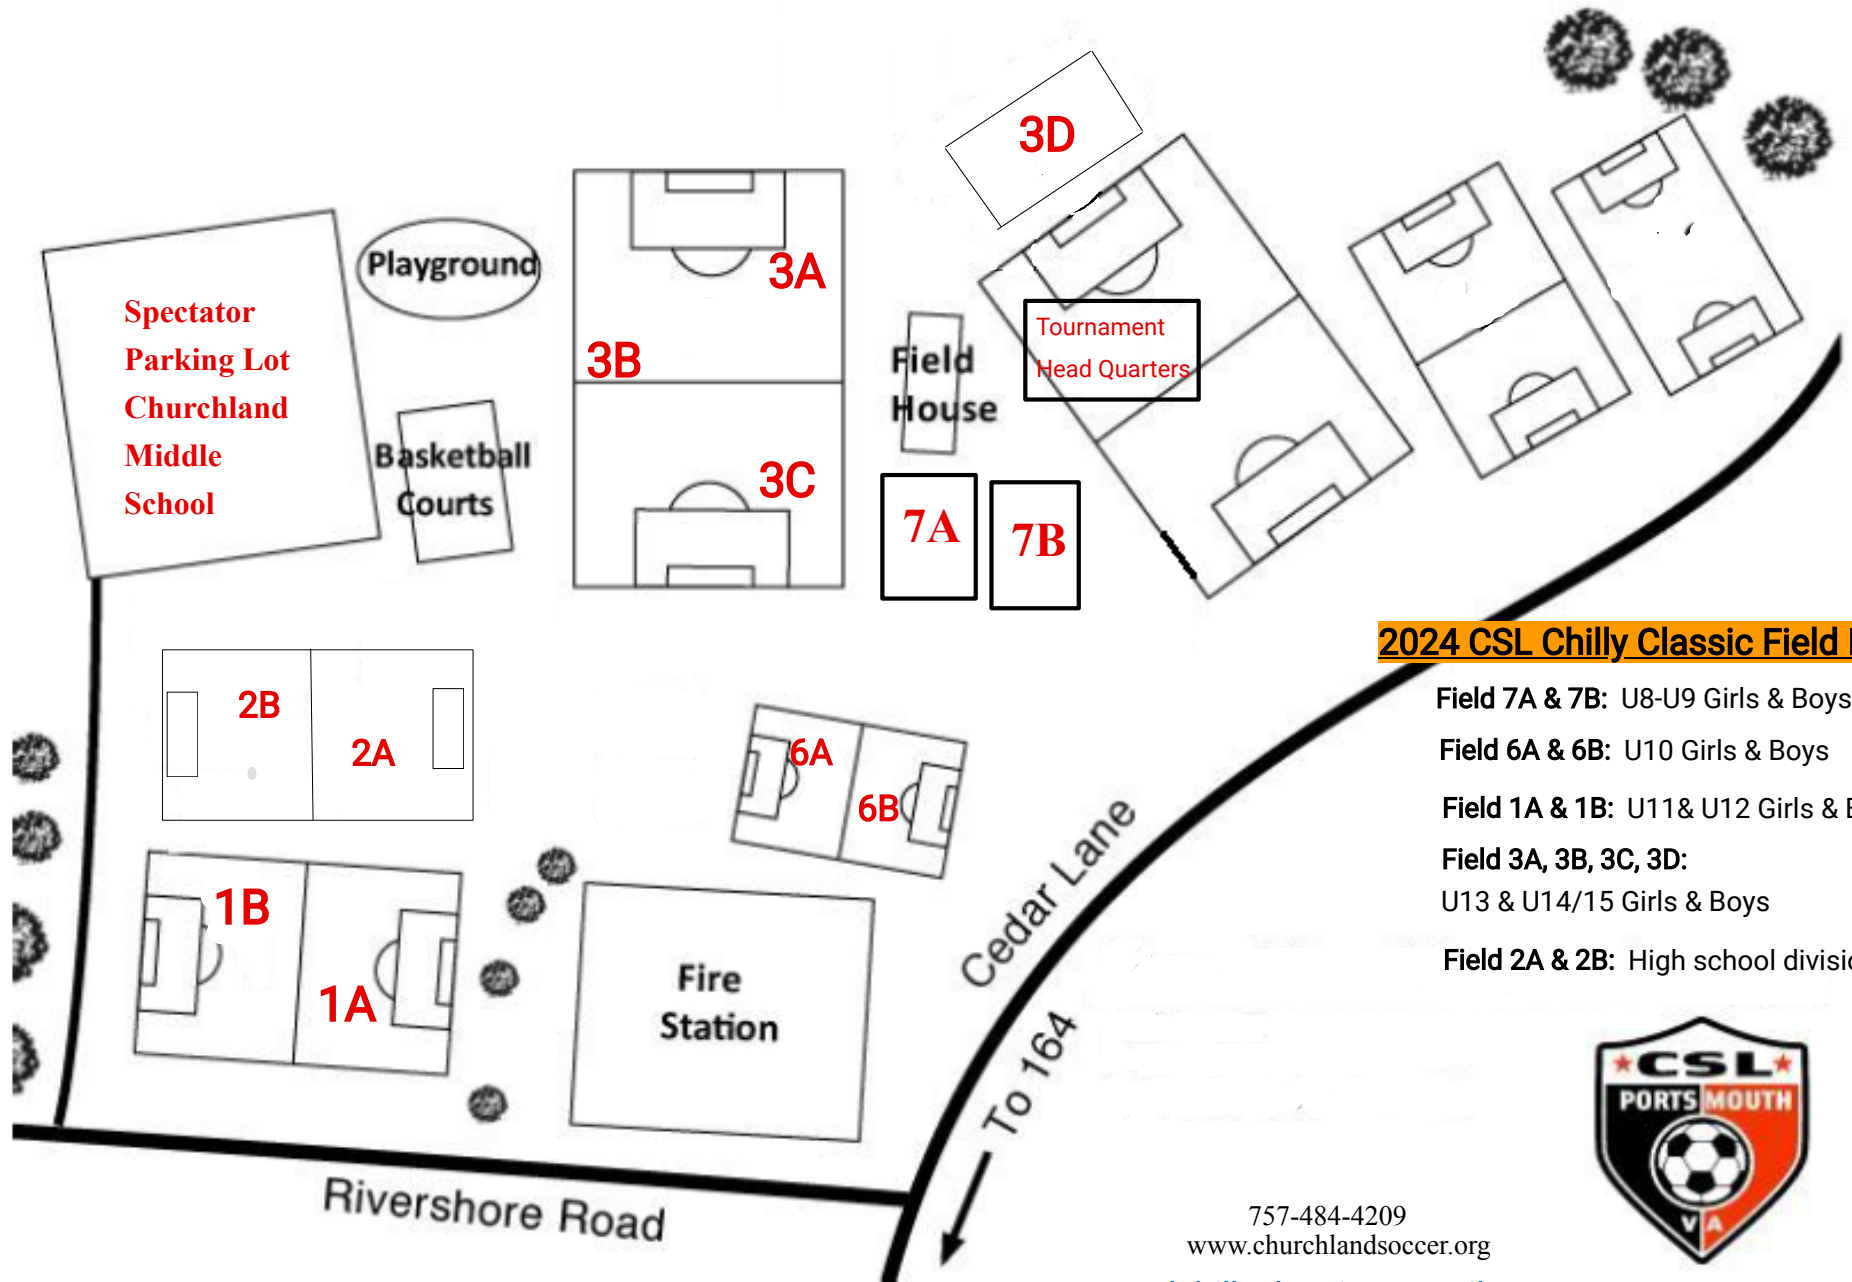 3D
Playground
3A
Spectator
Parking Lot
Churchland
Middle
School
3B
Field
House
Tournament
Head Quarters
Basketball
Courts
3C
7A
7B
2024 CSL Chilly Classic Field
Field 7A & 7B: U8-U9 Girls & Boys
Field 6A & 6B: U10 Girls & Boys
Field 1A & 1B: U11& U12 Girls &
Field 3A, 3B, 3C, 3D:
U13 & U14/15 Girls & Boys
Field 2A & 2B: High school
2B
2A
6A
6B
1B
1A
Fire
Station
Cedar Lane
To 164
Rivershore Road
CSL
PORTSMOUTH
VA
757-484-4209
www.churchlandsoccer.org